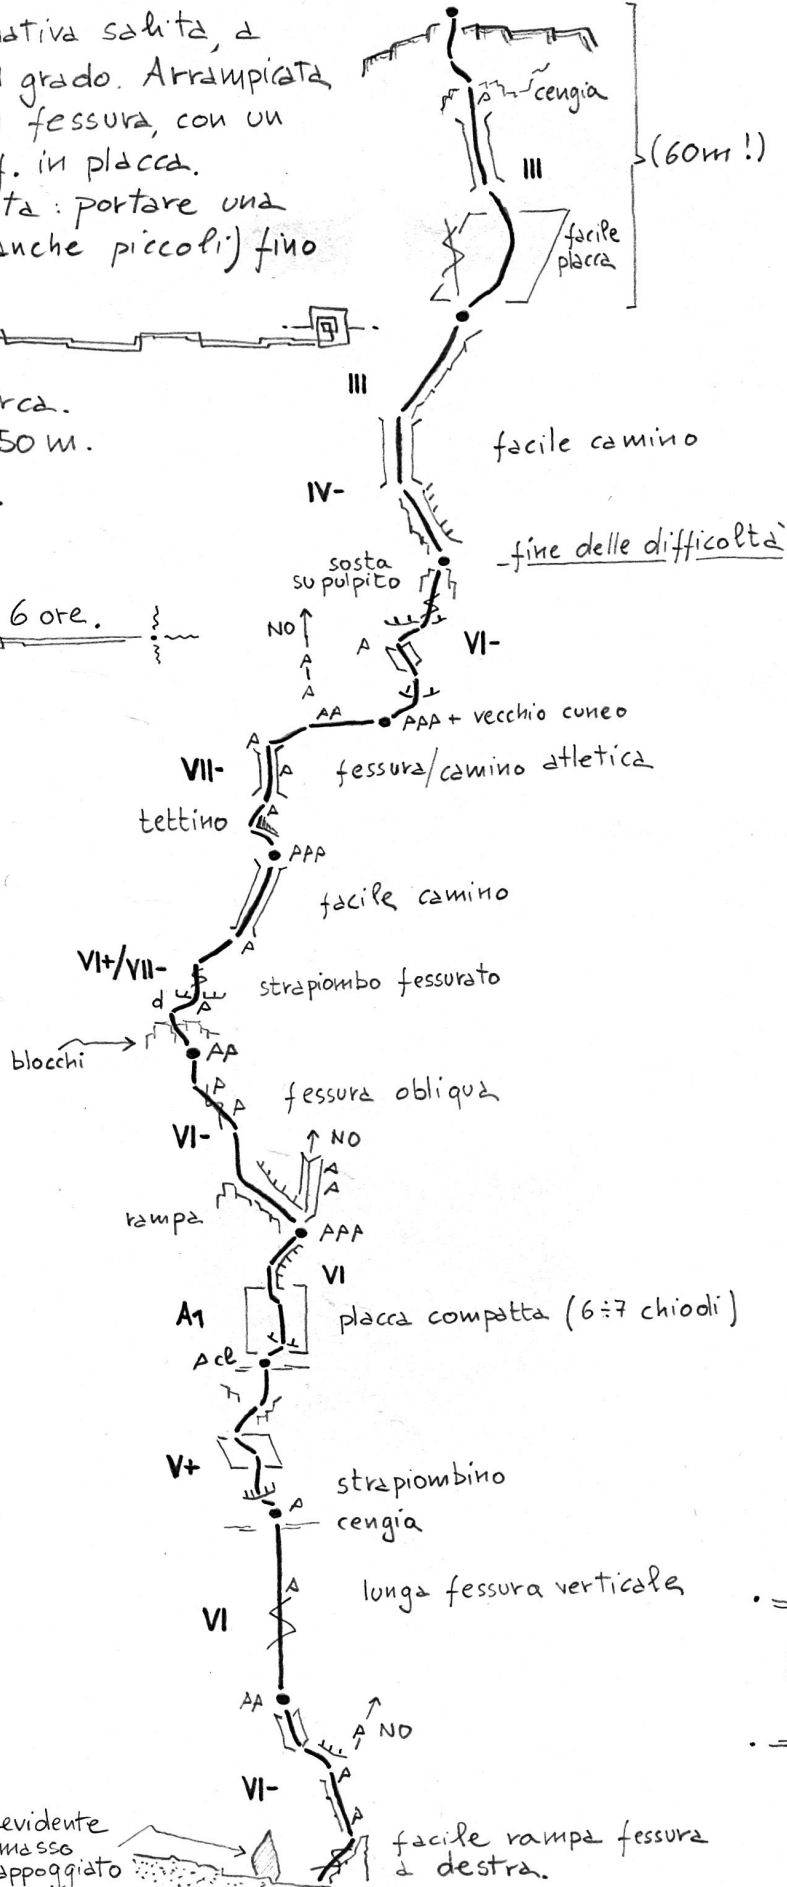 ativa salita, a
grado. Arrampicata
fessura, con un
. in placca.
ta : portare una
anche piccoli) fino
cengia
(60m !)
III
facile
placca
III
rca.
50 m.
facile camino
IV-
fine delle difficoltà
sosta
su pulpito
6 ore.
NO
A
VI-
A
A
AA
PAA + vecchio cuneo
A
VII-
A
fessura/camino atletica
A
tettino
AAA
facile camino
A
VI+/VII-
strapiombo fessurato
d
A
blocchi
AA
A
A
fessura obliqua
VI-
NO
A
A
rampa
AAA
VI
A1
placca compatta (6÷7 chiodi)
A cl
V+
strapiombino
A
cengia
A
lunga fessura verticale
VI
AA
A NO
A
VI-
A
evidente
masso
appoggiato
facile rampa fessura
a destra.